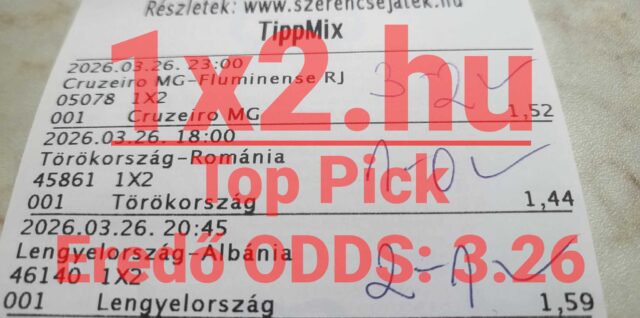 Részletek: www.szerencsejatek.hu
TippMix
2026.03.26. 23:00
Cruzeiro MG-Fluminense RJ
05078 1X2
001 Cruzeiro MG 1,52
3-2 ✓
2026.03.26. 18:00
Törökország-Románia
45861 1X2
001 Törökország 1,44
1-0 ✓
2026.03.26. 20:45
Lengyelország-Albánia
46140 1X2
001 Lengyelország 1,59
2-1 ✓
1x2.hu
Top Pick
Eredő ODDS: 3.26